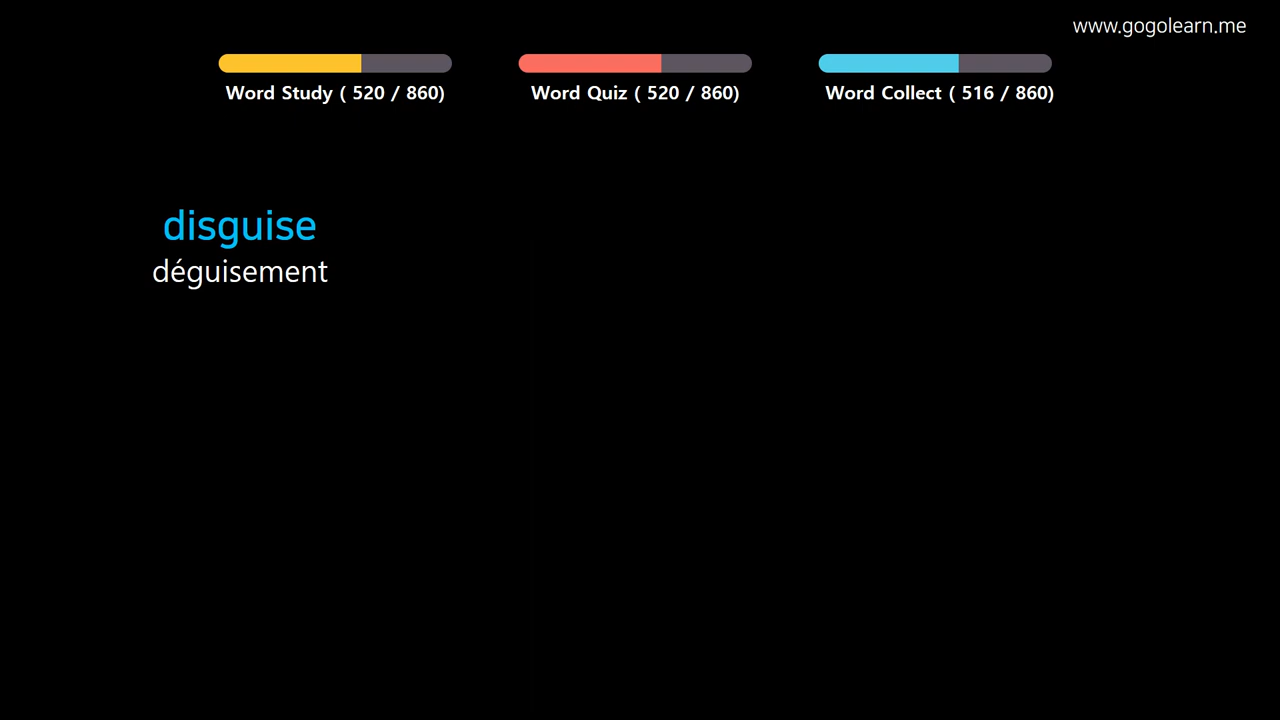 www.gogolearn.me
Word Study ( 520 / 860)
Word Quiz ( 520 / 860)
Word Collect ( 516 / 860)
disguise
déguisement